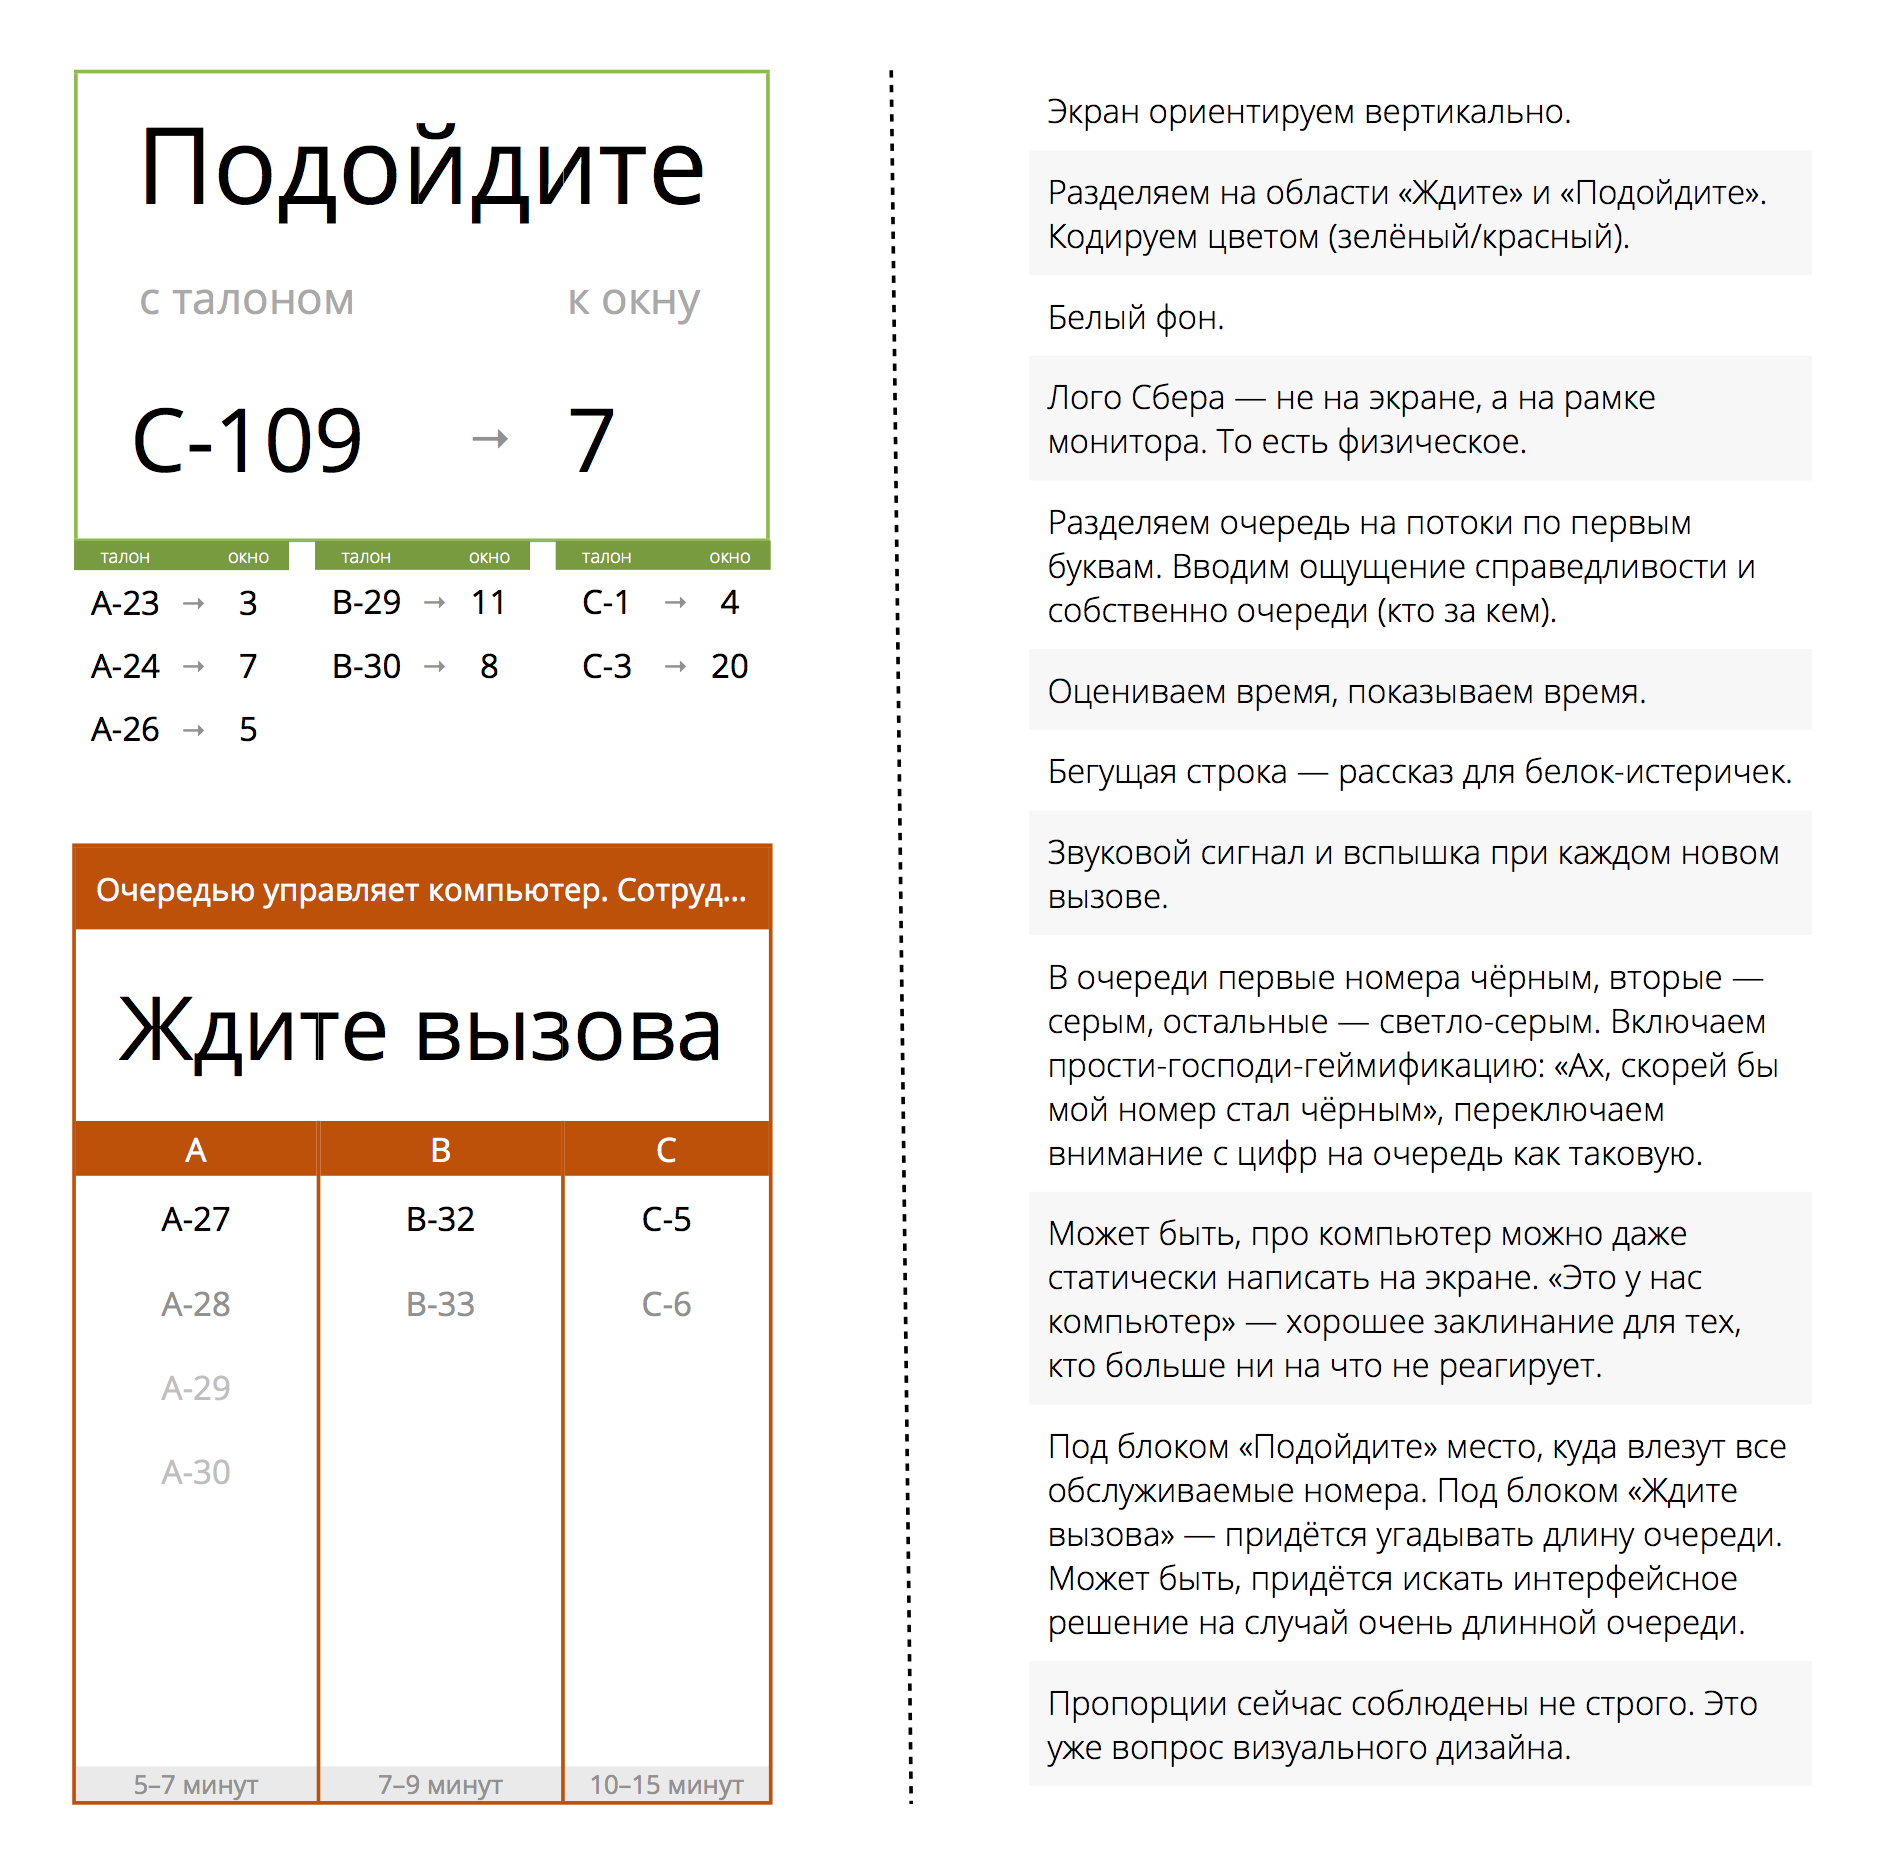 Подойдите
с талоном к окну
С-109 → 7
талон окно талон окно талон окно
А-23 → 3 В-29 → 11 С-1 → 4
А-24 → 7 В-30 → 8 С-3 → 20
А-26 → 5
Очередью управляет компьютер. Сотруд...
Ждите вызова
А В С
А-27 В-32 С-5
А-28 В-33 С-6
А-29
А-30
5–7 минут 7–9 минут 10–15 минут
Экран ориентируем вертикально.
Разделяем на области «Ждите» и «Подойдите».
Кодируем цветом (зелёный/красный).
Белый фон.
Лого Сбера — не на экране, а на рамке
монитора. То есть физическое.
Разделяем очередь на потоки по первым
буквам. Вводим ощущение справедливости и
собственно очереди (кто за кем).
Оцениваем время, показываем время.
Бегущая строка — рассказ для белок-истеричек.
Звуковой сигнал и вспышка при каждом новом
вызове.
В очереди первые номера чёрным, вторые —
серым, остальные — светло-серым. Включаем
прости-господи-геймификацию: «Ах, скорей бы
мой номер стал чёрным», переключаем
внимание с цифр на очередь как таковую.
Может быть, про компьютер можно даже
статически написать на экране. «Это у нас
компьютер» — хорошее заклинание для тех,
кто больше ни на что не реагирует.
Под блоком «Подойдите» место, куда влезут все
обслуживаемые номера. Под блоком «Ждите
вызова» — придётся угадывать длину очереди.
Может быть, придётся искать интерфейсное
решение на случай очень длинной очереди.
Пропорции сейчас соблюдены не строго. Это
уже вопрос визуального дизайна.